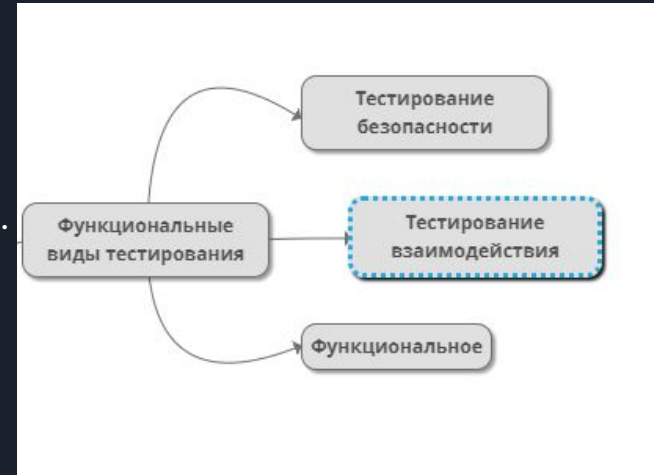 Тестирование
безопасности
Функциональные
виды тестирования
Тестирование
взаимодействия
Функциональное